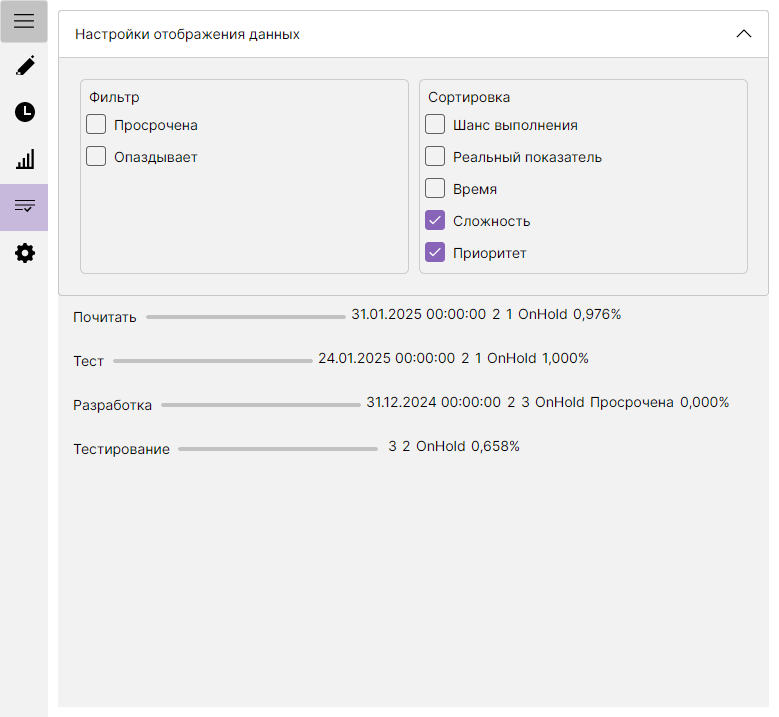 Настройки отображения данных
Фильтр
Просрочена
Опаздывает
Сортировка
Шанс выполнения
Реальный показатель
Время
Сложность
Приоритет
Почитать 31.01.2025 00:00:00 2 1 OnHold 0,976%
Тест 24.01.2025 00:00:00 2 1 OnHold 1,000%
Разработка 31.12.2024 00:00:00 2 3 OnHold Просрочена 0,000%
Тестирование 3 2 OnHold 0,658%